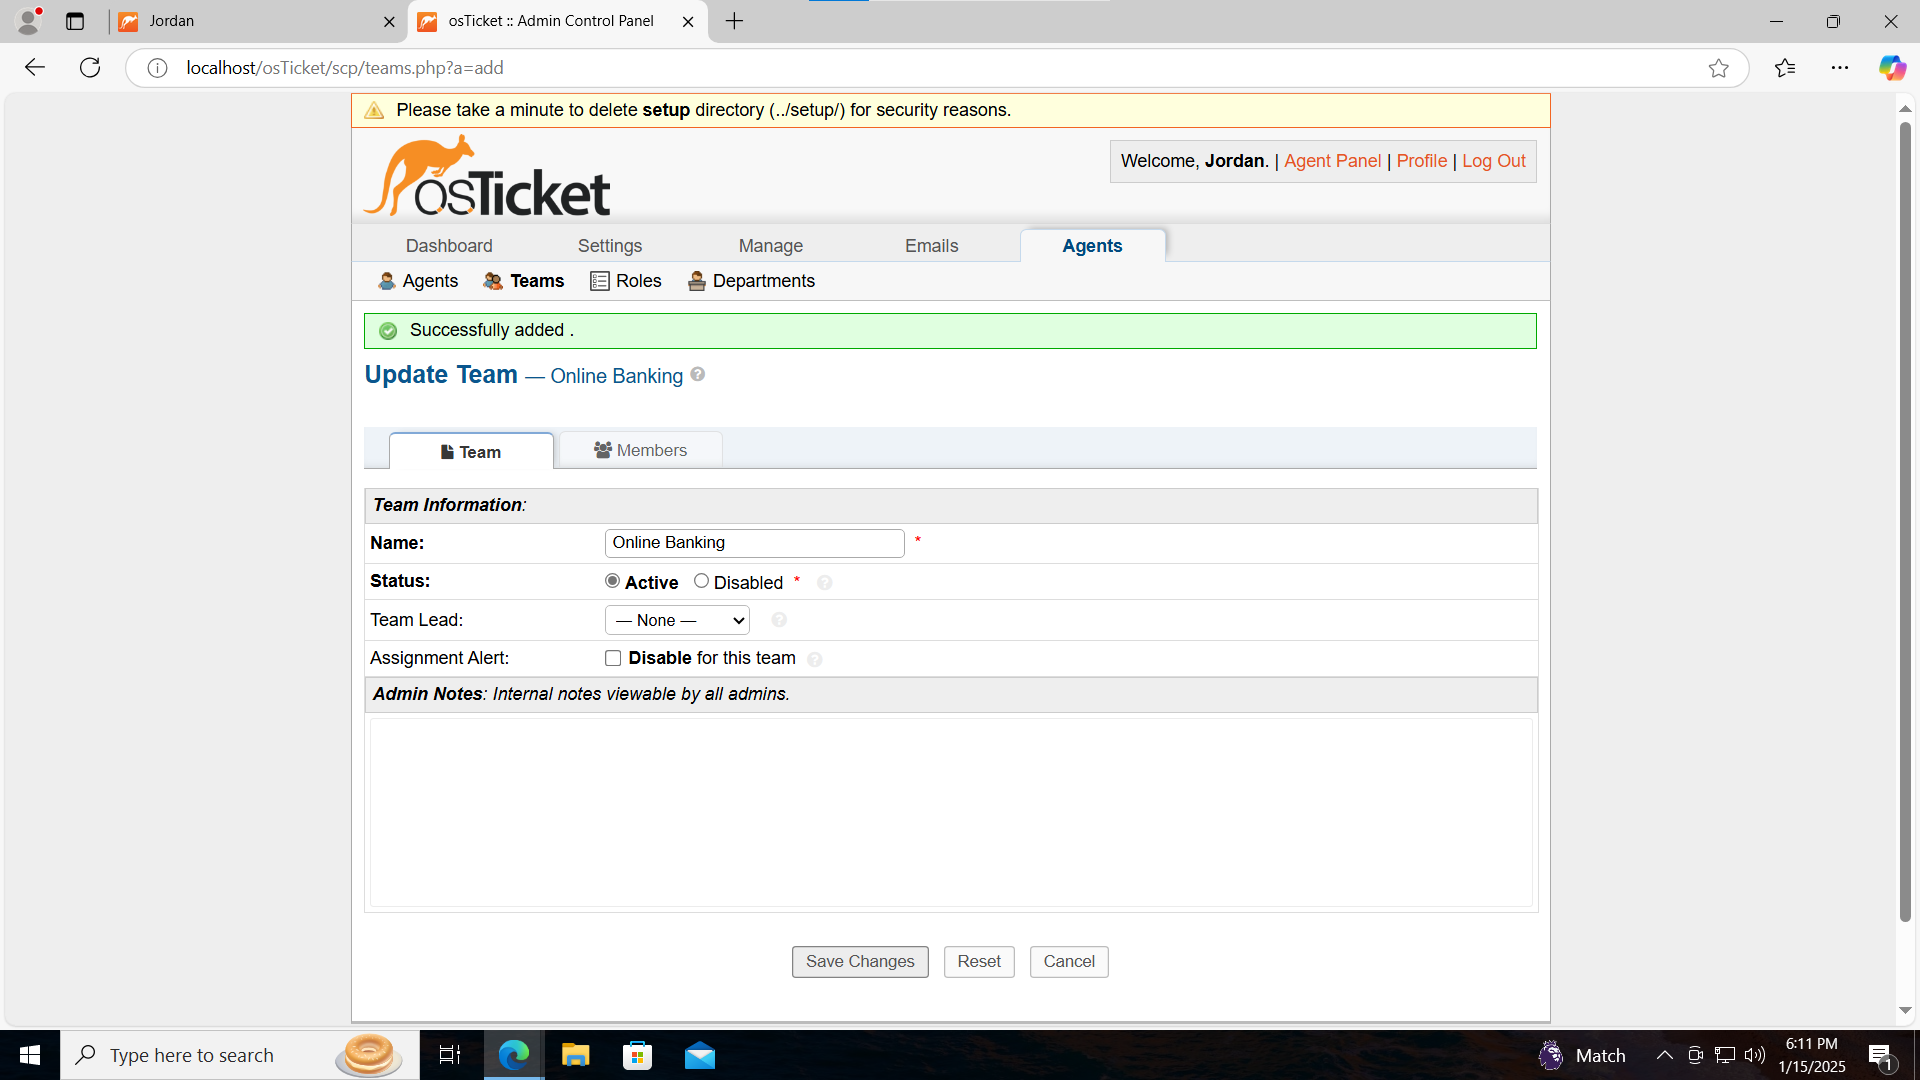 Jordan
osTicket :: Admin Control Panel
localhost/osTicket/scp/teams.php?a=add
Please take a minute to delete setup directory (../setup/) for security reasons.
osTicket
Welcome, Jordan. | Agent Panel | Profile | Log Out
Dashboard Settings Manage Emails Agents
Agents Teams Roles Departments
Successfully added .
Update Team — Online Banking
Team Members
Team Information:
Name: Online Banking *
Status: Active Disabled *
Team Lead: — None —
Assignment Alert: Disable for this team
Admin Notes: Internal notes viewable by all admins.
Save Changes Reset Cancel
Type here to search
Match
6:11 PM
1/15/2025
1